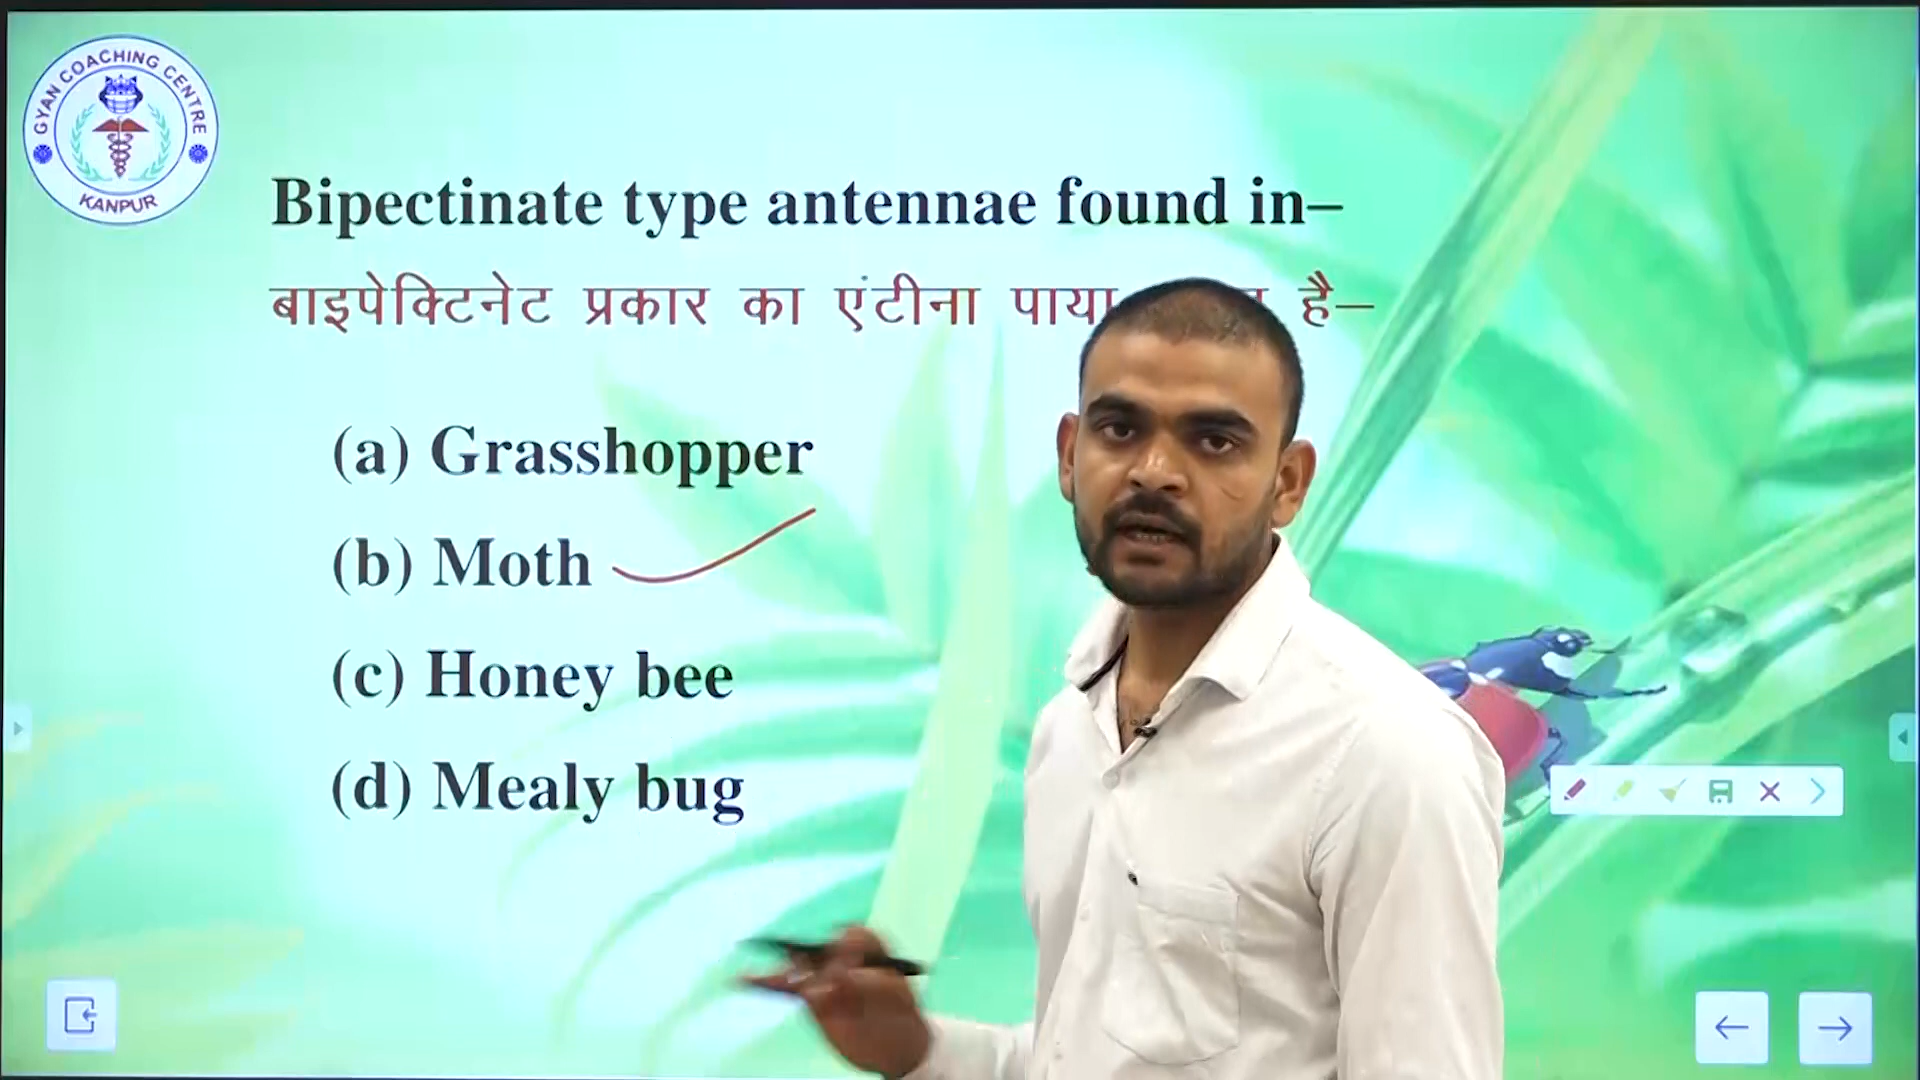 GYAN COACHING CENTRE
KANPUR
Bipectinate type antennae found in–
बाइपेक्टिनेट प्रकार का एंटीना पाया है–
(a) Grasshopper
(b) Moth
(c) Honey bee
(d) Mealy bug